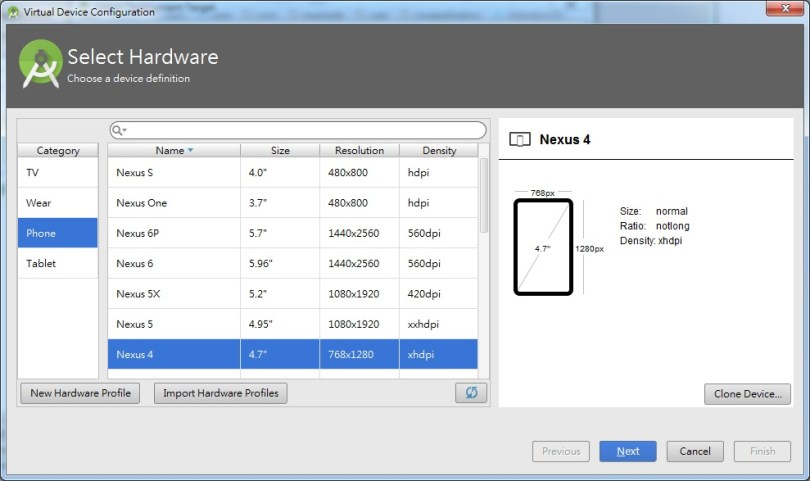 Virtual Device Configuration
Select Hardware
Choose a device definition
Category
TV
Wear
Phone
Tablet
Name Size Resolution Density
Nexus S 4.0" 480x800 hdpi
Nexus One 3.7" 480x800 hdpi
Nexus 6P 5.7" 1440x2560 560dpi
Nexus 6 5.96" 1440x2560 560dpi
Nexus 5X 5.2" 1080x1920 420dpi
Nexus 5 4.95" 1080x1920 xxhdpi
Nexus 4 4.7" 768x1280 xhdpi
New Hardware Profile Import Hardware Profiles
Nexus 4
768px
4.7"
1280px
Size: normal
Ratio: notlong
Density: xhdpi
Clone Device...
Previous Next Cancel Finish